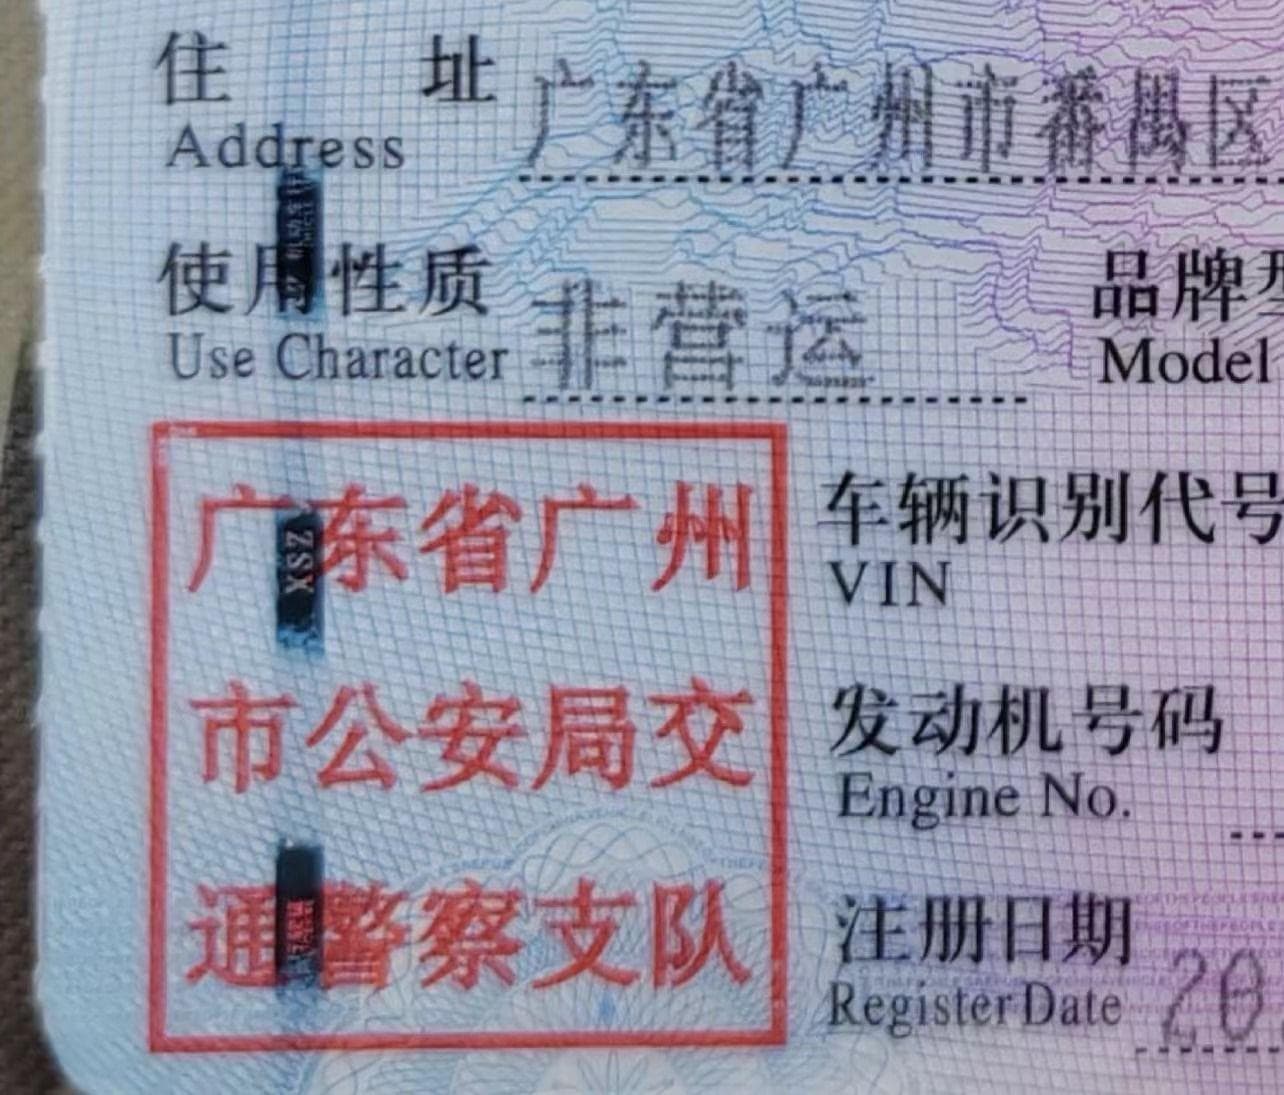 住 址 广东省广州市番禺区
Address
使用性质 非营运 品牌型
Use Character Model
广东省广州 车辆识别代号
VIN
ZSX
市公安局交 发动机号码
Engine No.
通警察支队 注册日期
Register Date 20